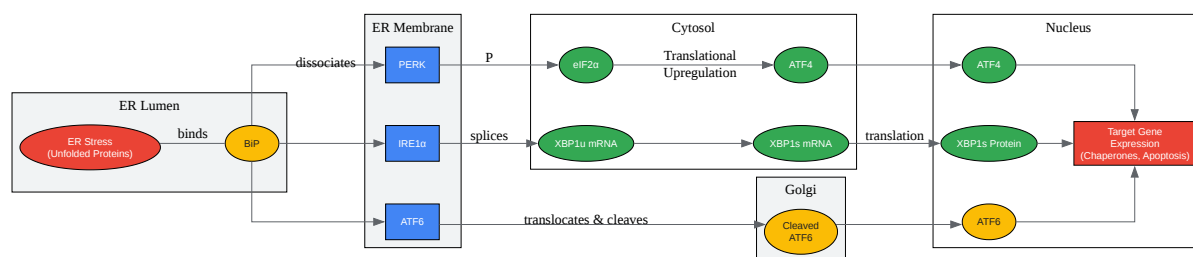 ER Membrane
Cytosol
Nucleus
dissociates
PERK
P
eIF2α
Translational
Upregulation
ATF4
ATF4
ER Lumen
ER Stress
(Unfolded Proteins)
binds
BiP
IRE1α
splices
XBP1u mRNA
XBP1s mRNA
translation
XBP1s Protein
Target Gene
Expression
(Chaperones, Apoptosis)
Golgi
ATF6
translocates & cleaves
Cleaved
ATF6
ATF6